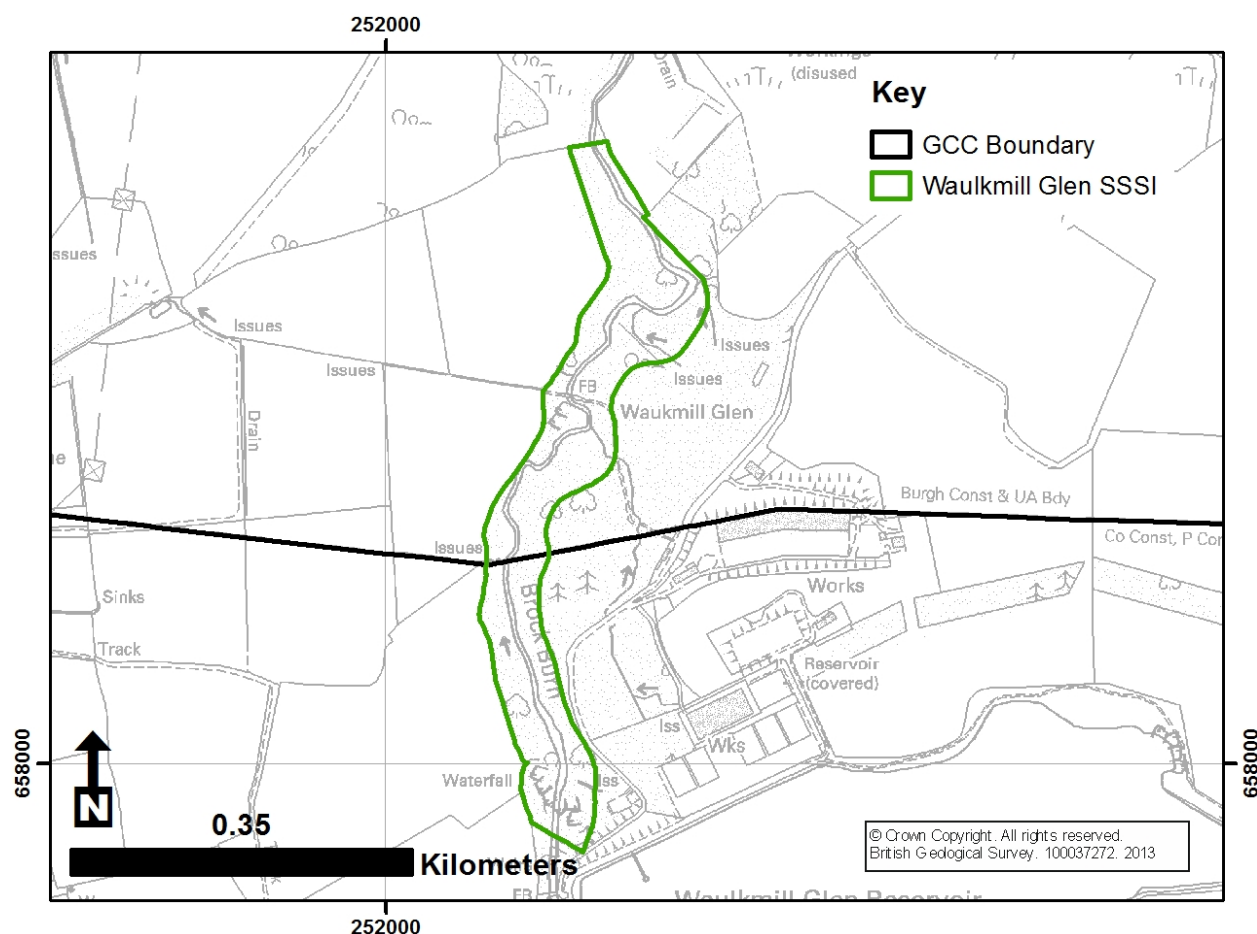 252000
(disused
Drain
Key
GCC Boundary
Waulkmill Glen SSSI
ssues
Issues
Issues
Issues
Issues
FB
Waukmill Glen
Drain
Burgh Const & UA Bdy
Co Const, P Con
Issues
Works
Sinks
Brock Burn
Track
Reservoir
(covered)
Iss
Wks
658000
Waterfall
Iss
658000
N
0.35
Kilometers
© Crown Copyright. All rights reserved.
British Geological Survey. 100037272. 2013
FB
Waulkmill Glen Reservoir
252000